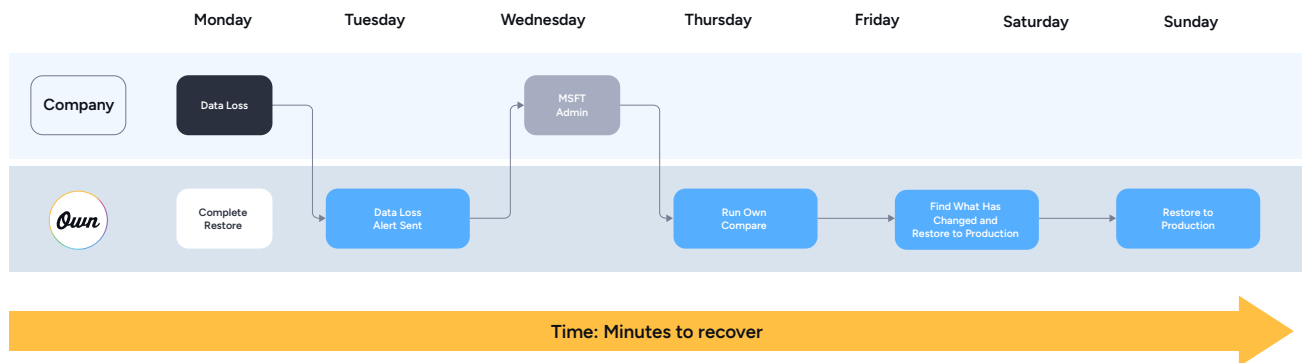 Monday
Tuesday
Wednesday
Thursday
Friday
Saturday
Sunday
Company
Data Loss
MSFT
Admin
Own
Complete
Restore
Data Loss
Alert Sent
Run Own
Compare
Find What Has
Changed and
Restore to Production
Restore to
Production
Time: Minutes to recover